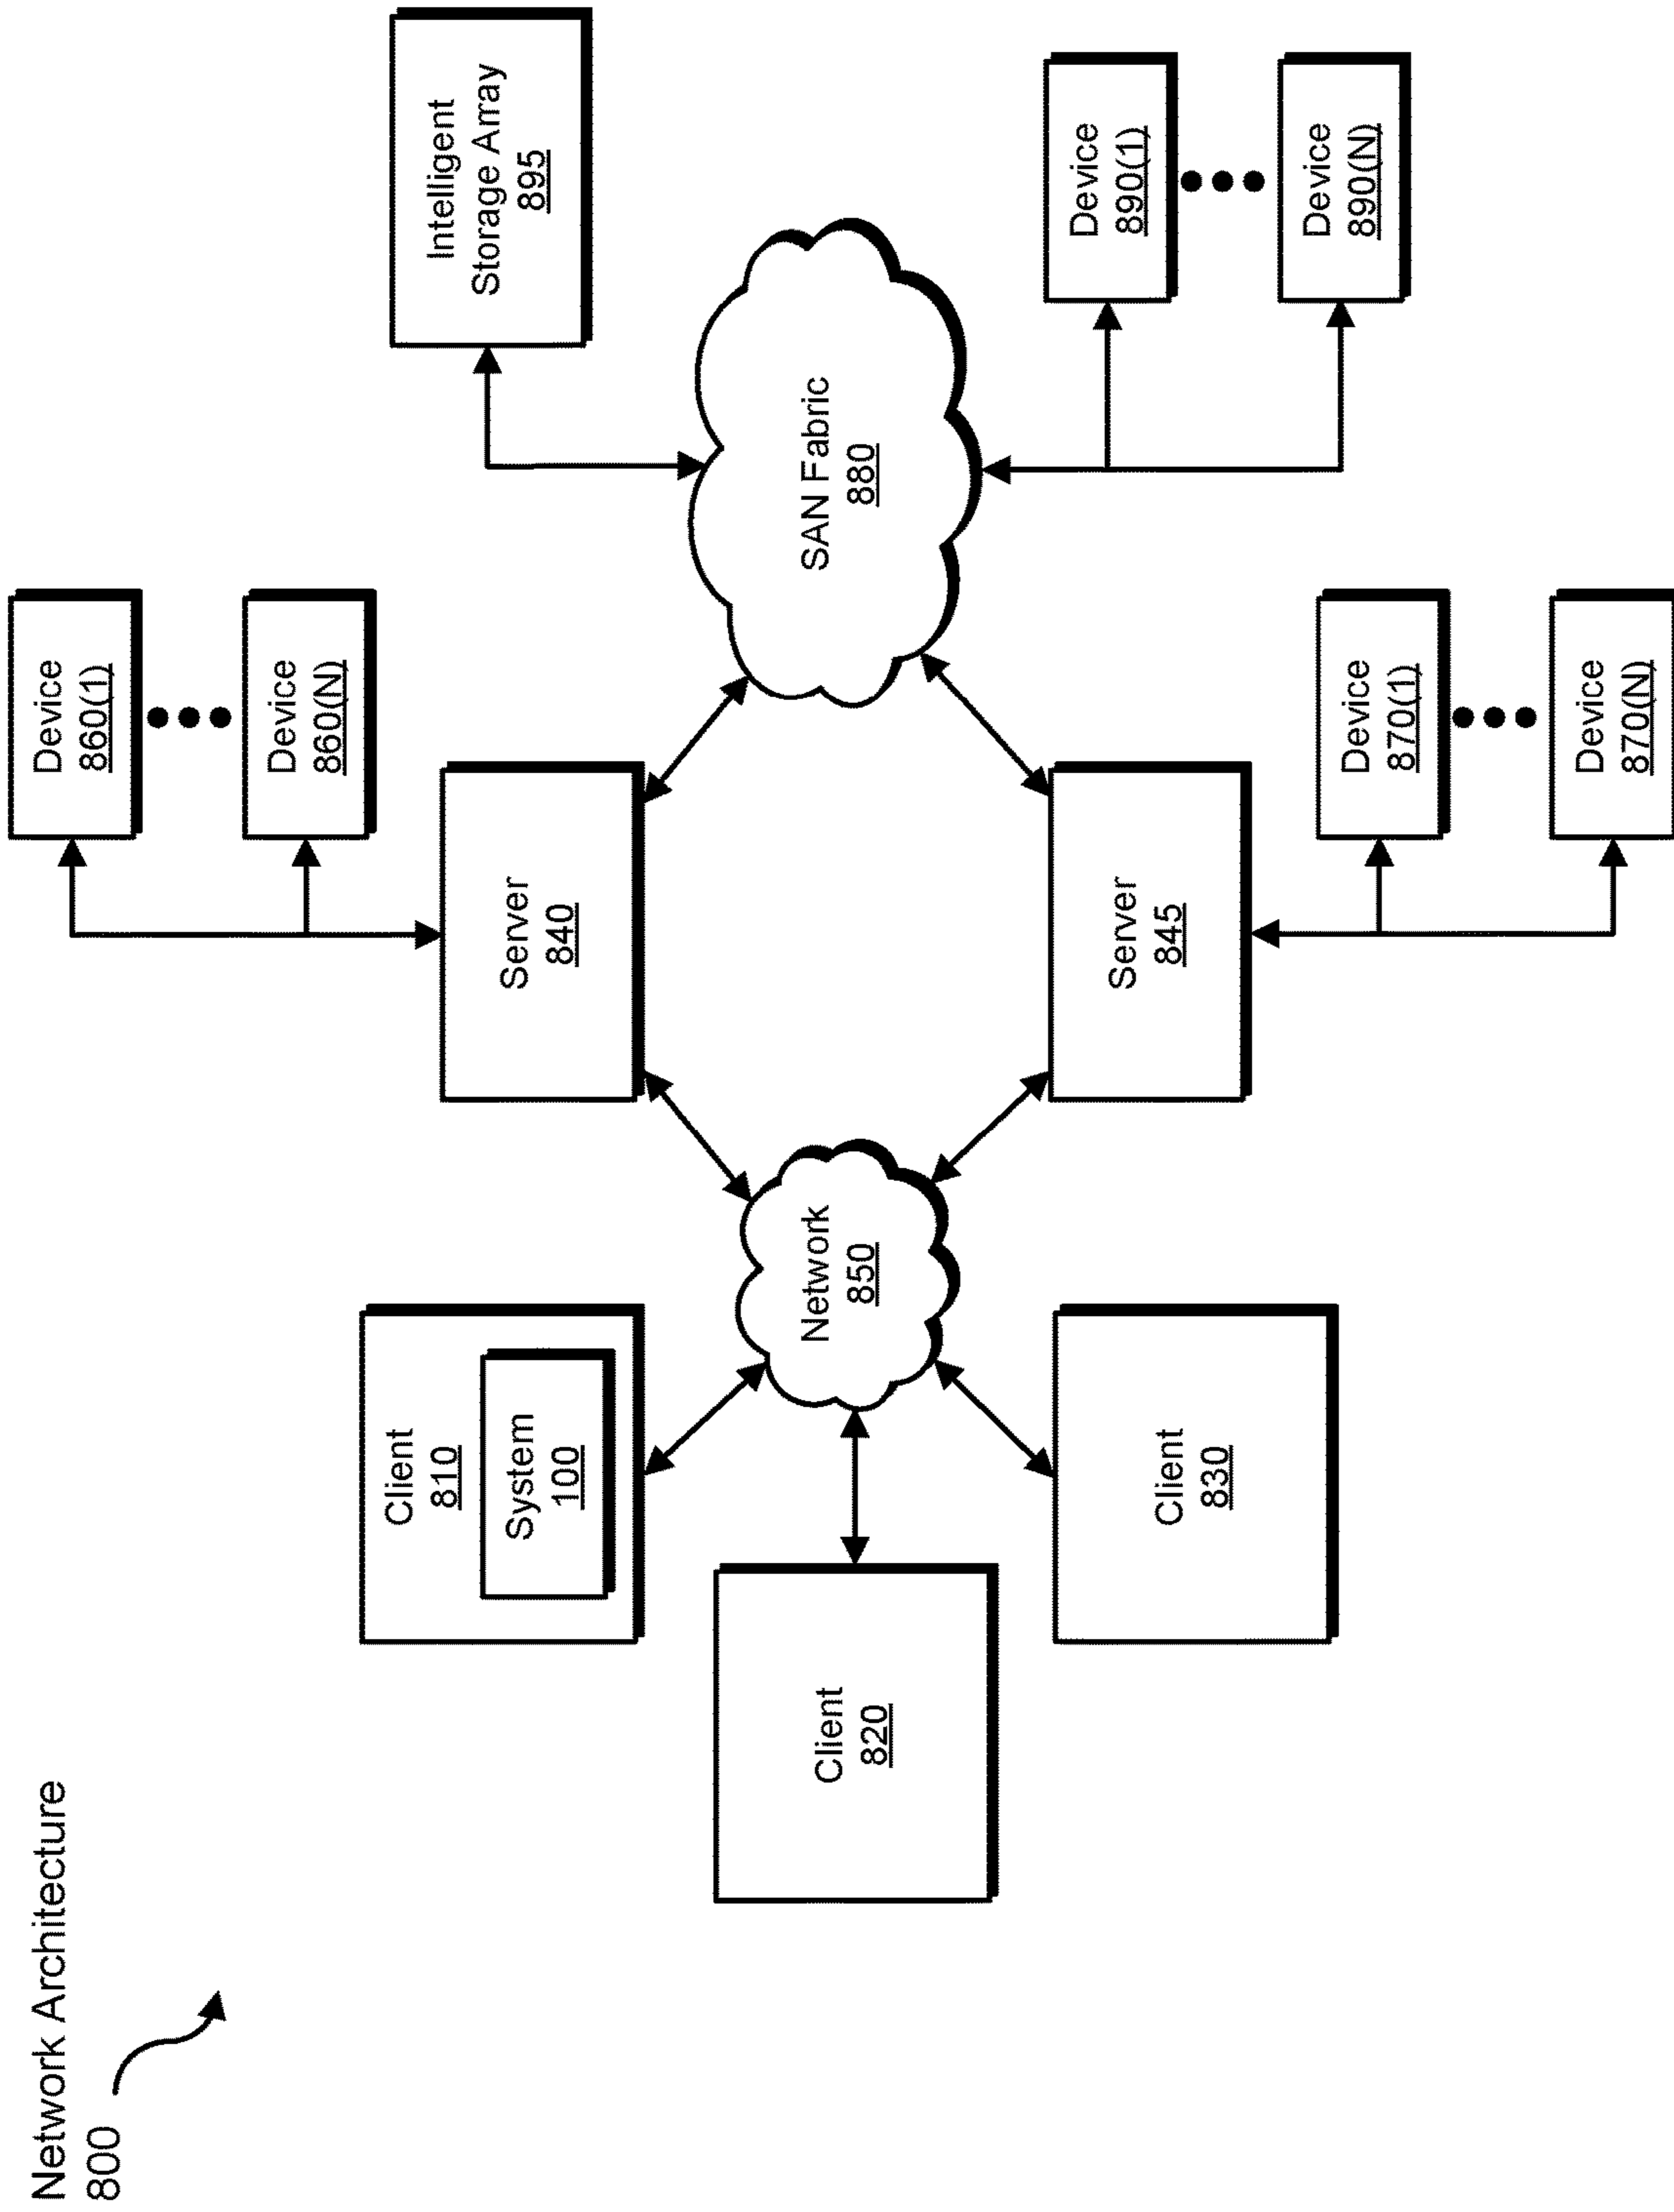 Network Architecture
800
Client
810
System
100
Client
820
Client
830
Network
850
Server
840
Server
845
Device
860(1)
Device
860(N)
Device
870(1)
Device
870(N)
SAN Fabric
880
Intelligent
Storage Array
895
Device
890(1)
Device
890(N)